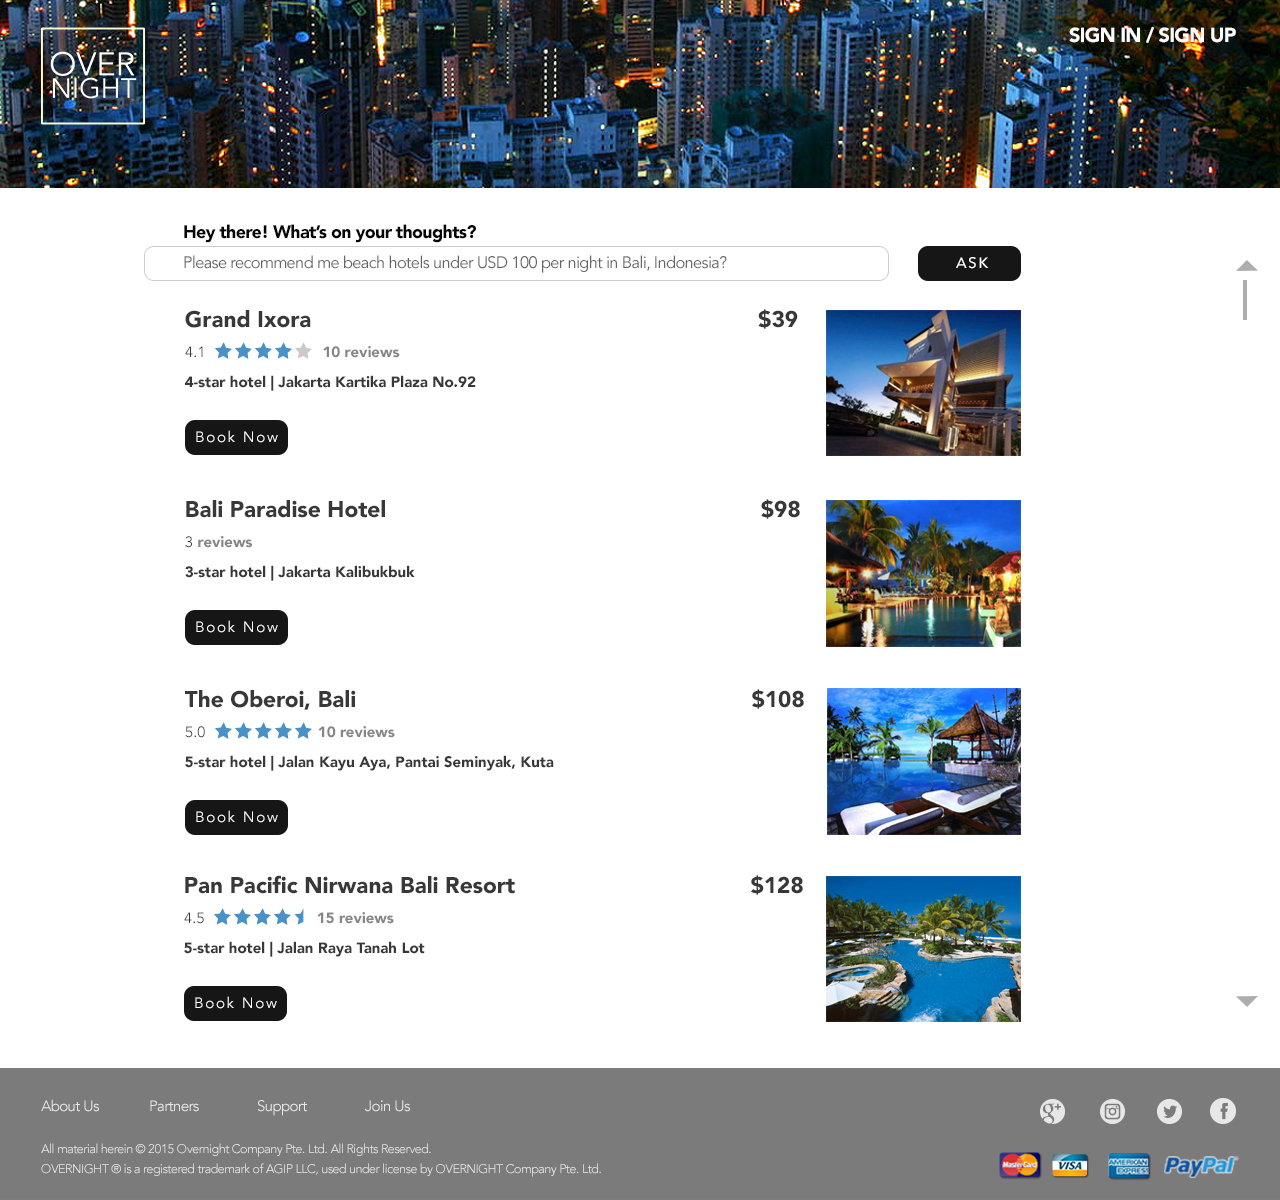 OVER
NIGHT
SIGN IN / SIGN UP
Hey there! What's on your thoughts?
Please recommend me beach hotels under USD 100 per night in Bali, Indonesia?
ASK
Grand Ixora
$39
4.1 10 reviews
4-star hotel | Jakarta Kartika Plaza No.92
Book Now
Bali Paradise Hotel
$98
3 reviews
3-star hotel | Jakarta Kalibukbuk
Book Now
The Oberoi, Bali
$108
5.0 10 reviews
5-star hotel | Jalan Kayu Aya, Pantai Seminyak, Kuta
Book Now
Pan Pacific Nirwana Bali Resort
$128
4.5 15 reviews
5-star hotel | Jalan Raya Tanah Lot
Book Now
About Us Partners Support Join Us
All material herein © 2015 Overnight Company Pte. Ltd. All Rights Reserved.
OVERNIGHT ® is a registered trademark of AGIP LLC, used under license by OVERNIGHT Company Pte. Ltd.
g+
f
MasterCard
VISA
AMERICAN EXPRESS
PayPal